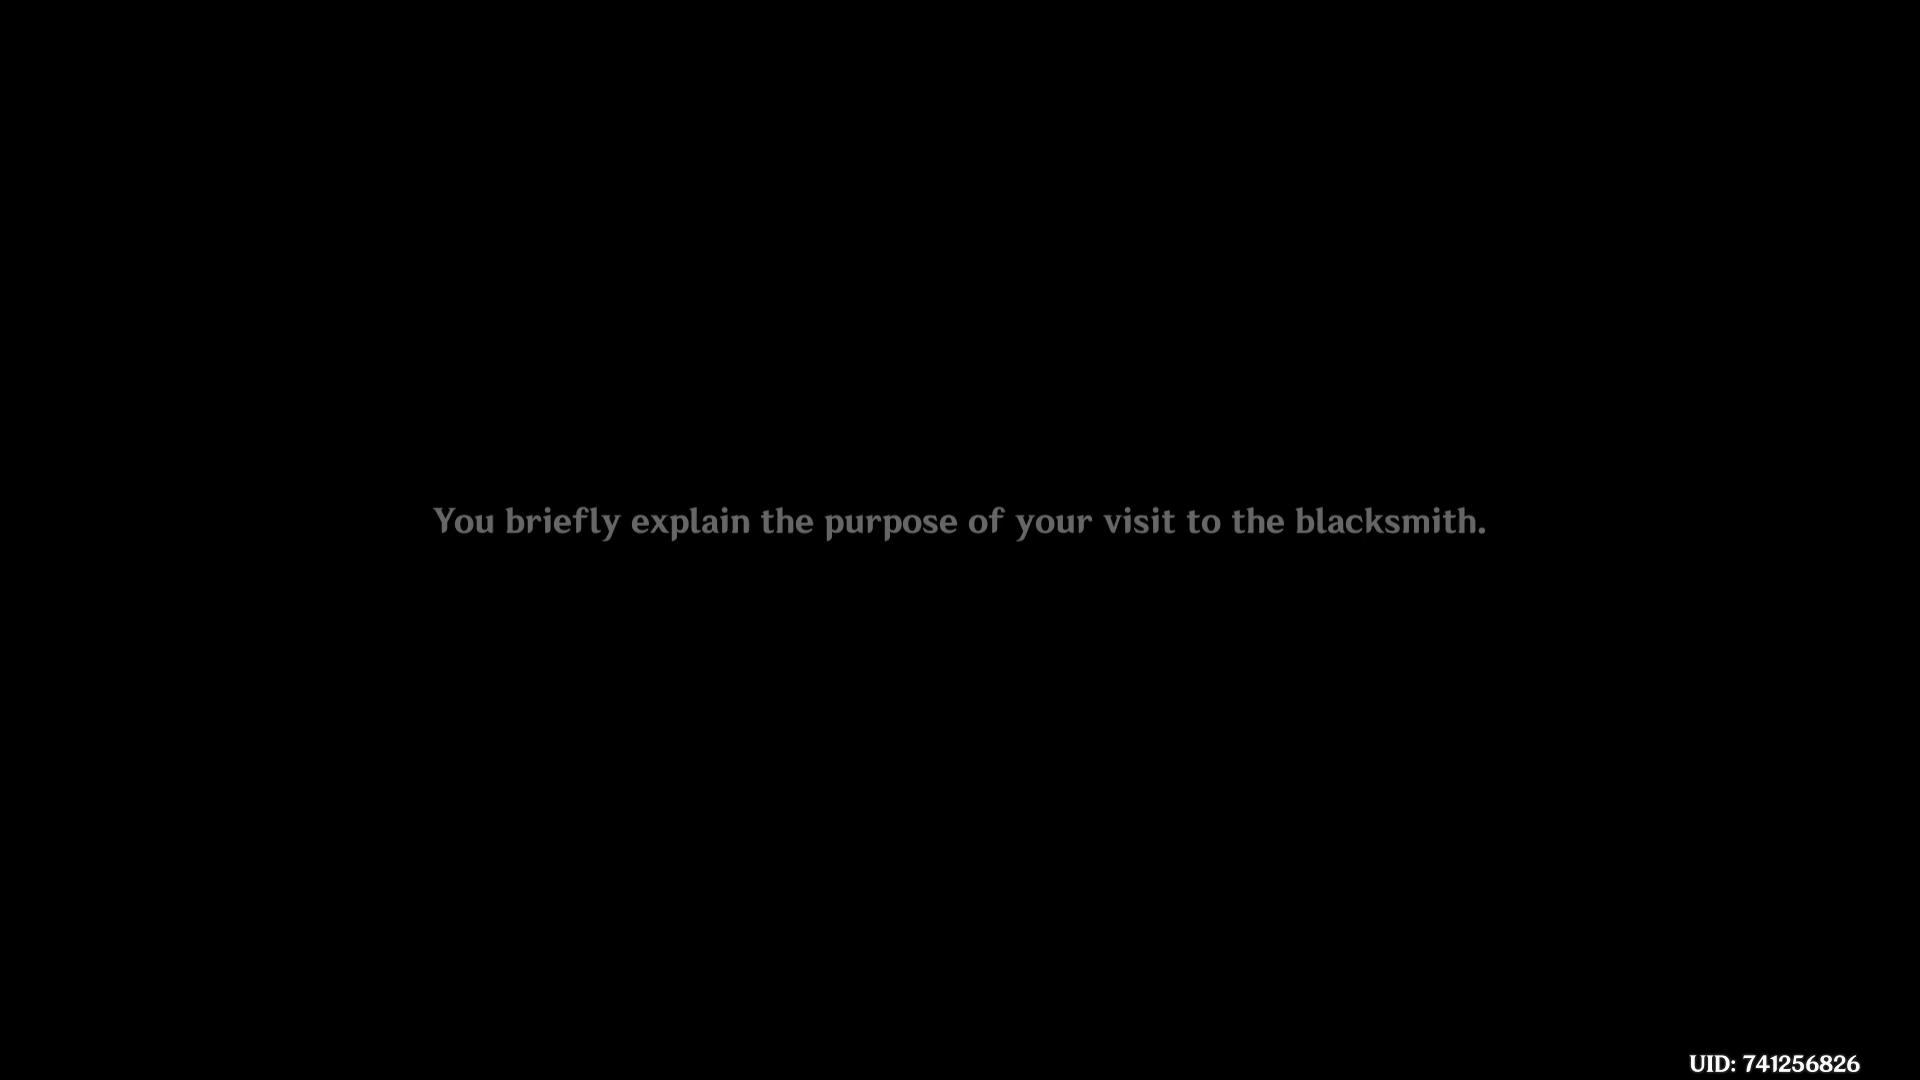 You briefly explain the purpose of your visit to the blacksmith.
UID: 741256826